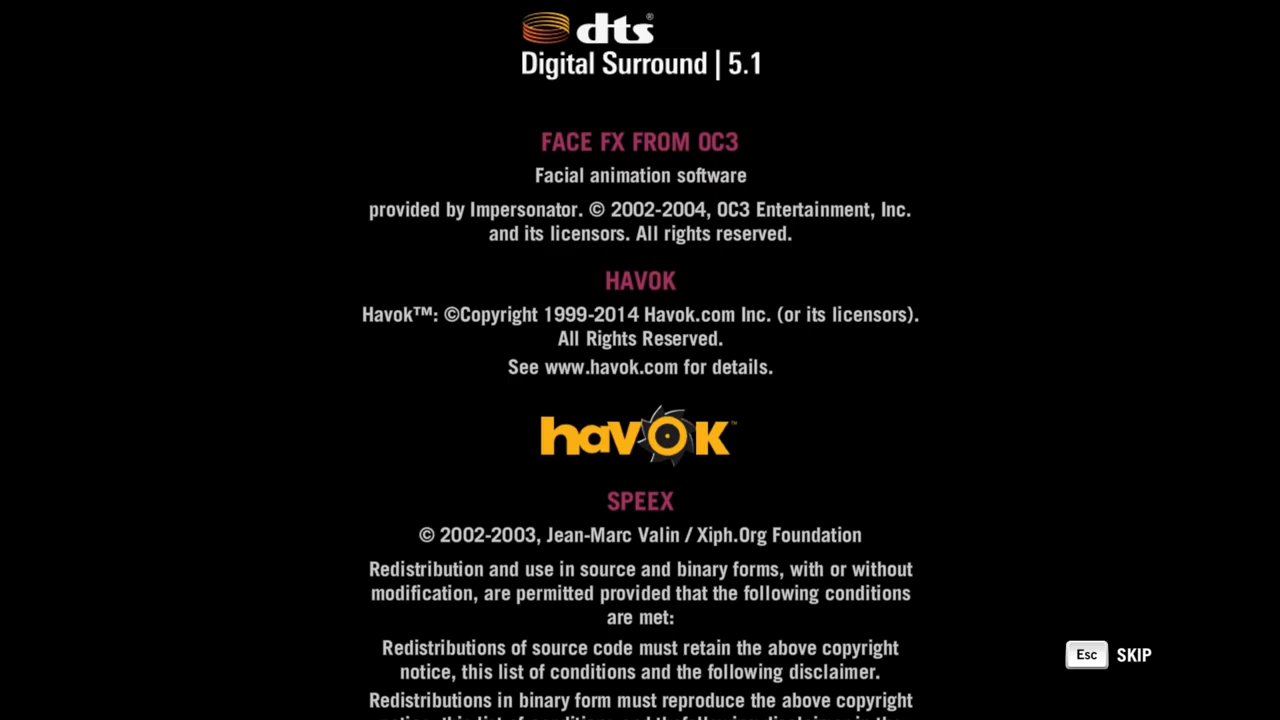 dts®
Digital Surround | 5.1
FACE FX FROM OC3
Facial animation software
provided by Impersonator. © 2002-2004, OC3 Entertainment, Inc.
and its licensors. All rights reserved.
HAVOK
Havok™: ©Copyright 1999-2014 Havok.com Inc. (or its licensors).
All Rights Reserved.
See www.havok.com for details.
havok™
SPEEX
© 2002-2003, Jean-Marc Valin / Xiph.Org Foundation
Redistribution and use in source and binary forms, with or without
modification, are permitted provided that the following conditions
are met:
Redistributions of source code must retain the above copyright
notice, this list of conditions and the following disclaimer.
Esc SKIP
Redistributions in binary form must reproduce the above copyright